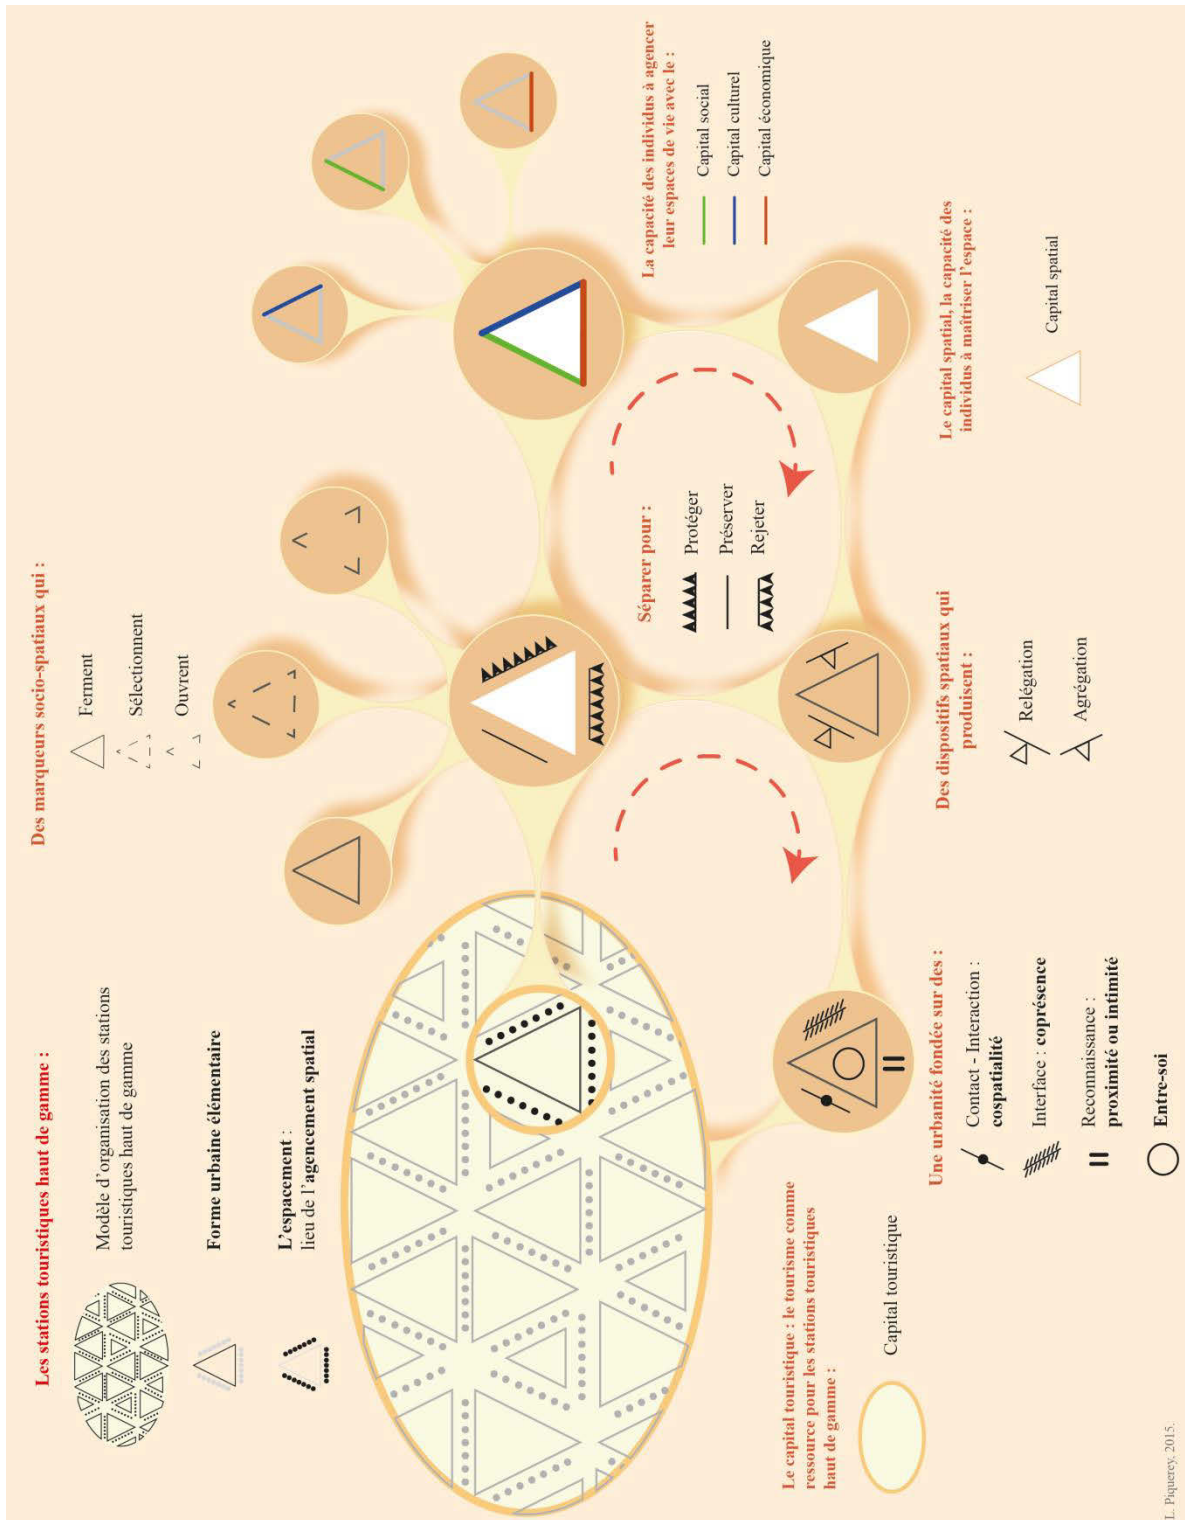 Les stations touristiques haut de gamme :
Modèle d'organisation des stations
touristiques haut de gamme
Forme urbaine élémentaire
L'espacement :
lieu de l'agencement spatial
Des marqueurs socio-spatiaux qui :
Ferment
Sélectionnent
Ouvrent
La capacité des individus à agencer
leur espaces de vie avec le :
Capital social
Capital culturel
Capital économique
Séparer pour :
Protéger
Préserver
Rejeter
Le capital touristique : le tourisme comme
ressource pour les stations touristiques
haut de gamme :
Capital touristique
Une urbanité fondée sur des :
Contact - Interaction :
cospatialité
Interface : coprésence
Reconnaissance :
proximité ou intimité
Entre-soi
Des dispositifs spatiaux qui
produisent :
Relégation
Agrégation
Le capital spatial, la capacité des
individus à maîtriser l'espace :
Capital spatial
L. Piquerey, 2015.